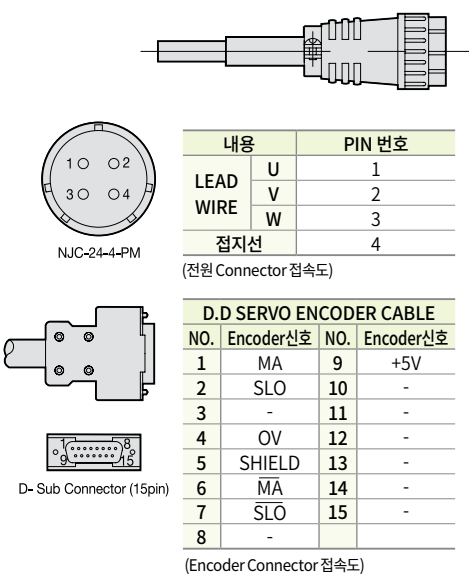 1 2
3 4
NJC-24-4-PM
내용 PIN 번호
LEAD WIRE U 1
V 2
W 3
접지선 4
(전원 Connector 접속도)
1 8
9 15
D- Sub Connector (15pin)
D.D SERVO ENCODER CABLE
NO. Encoder신호 NO. Encoder신호
1 MA 9 +5V
2 SLO 10 -
3 - 11 -
4 OV 12 -
5 SHIELD 13 -
6 M̅A̅ 14 -
7 S̅L̅O̅ 15 -
8 -
(Encoder Connector 접속도)